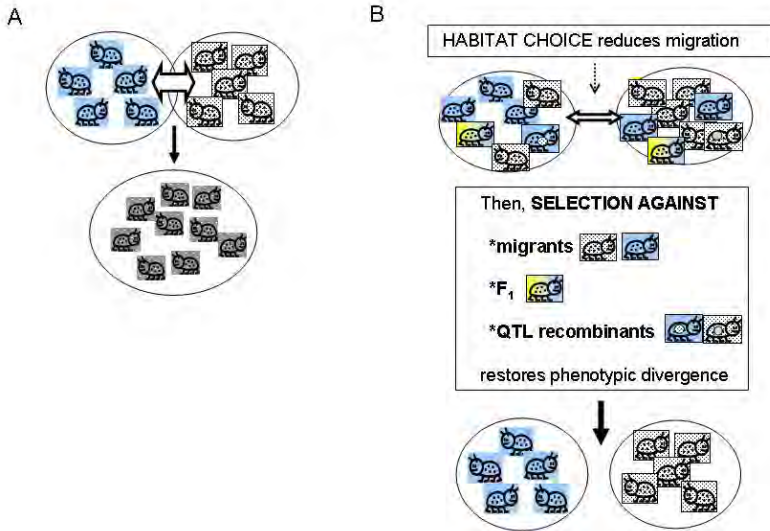 A
B
HABITAT CHOICE reduces migration
Then, SELECTION AGAINST
*migrants
*F₁
*QTL recombinants
restores phenotypic divergence